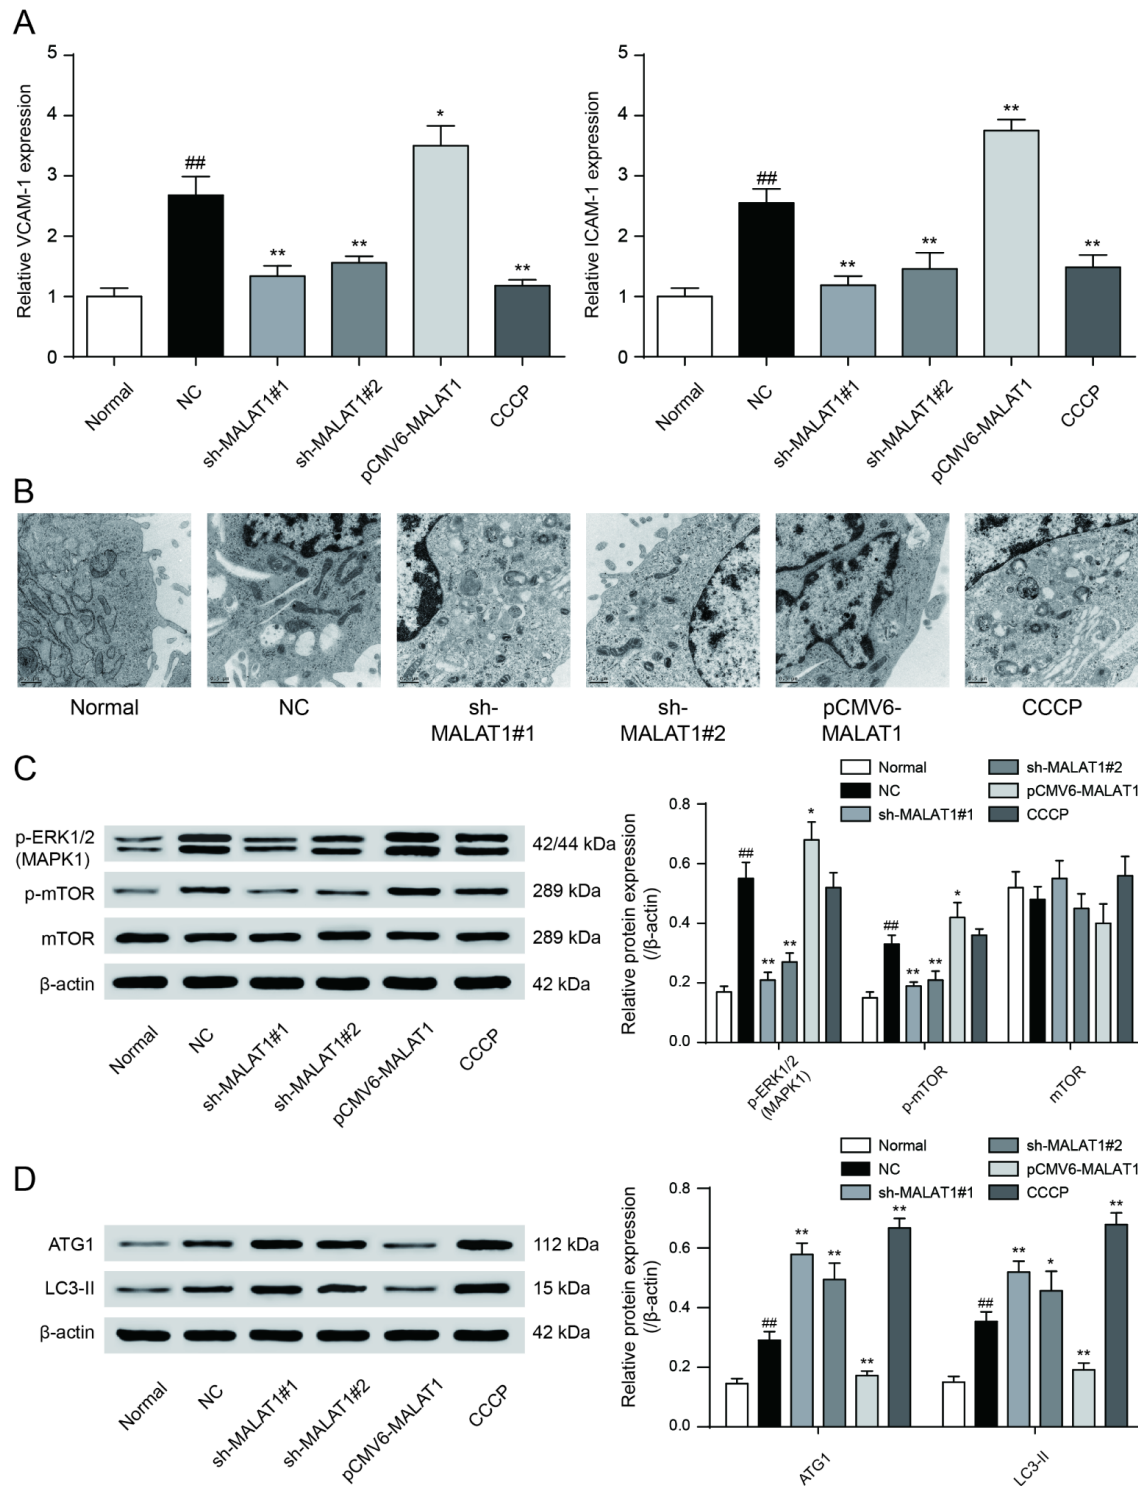 A
Relative VCAM-1 expression
5
4
3
2
1
0
##
**
**
*
**
Normal
NC
sh-MALAT1#1
sh-MALAT1#2
pCMV6-MALAT1
CCCP
Relative ICAM-1 expression
5
4
3
2
1
0
##
**
**
**
**
Normal
NC
sh-MALAT1#1
sh-MALAT1#2
pCMV6-MALAT1
CCCP
B
Normal
NC
sh-
MALAT1#1
sh-
MALAT1#2
pCMV6-
MALAT1
CCCP
C
p-ERK1/2
(MAPK1)
42/44 kDa
p-mTOR
289 kDa
mTOR
289 kDa
β-actin
42 kDa
Normal
NC
sh-MALAT1#1
sh-MALAT1#2
pCMV6-MALAT1
CCCP
Normal
NC
sh-MALAT1#1
sh-MALAT1#2
pCMV6-MALAT1
CCCP
Relative protein expression
(/β-actin)
0.8
0.6
0.4
0.2
0.0
##
**
**
*
##
**
**
*
p-ERK1/2
(MAPK1)
p-mTOR
mTOR
D
ATG1
112 kDa
LC3-II
15 kDa
β-actin
42 kDa
Normal
NC
sh-MALAT1#1
sh-MALAT1#2
pCMV6-MALAT1
CCCP
Normal
NC
sh-MALAT1#1
sh-MALAT1#2
pCMV6-MALAT1
CCCP
Relative protein expression
(/β-actin)
0.8
0.6
0.4
0.2
0.0
##
**
**
**
**
##
**
*
**
**
ATG1
LC3-II